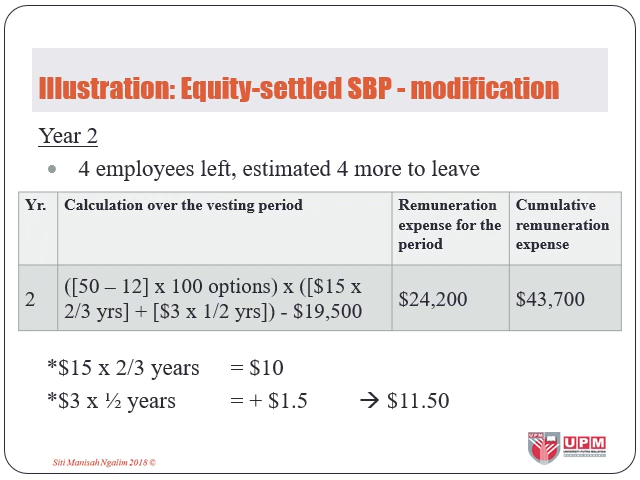 Illustration: Equity-settled SBP - modification
Year 2
• 4 employees left, estimated 4 more to leave
Yr. Calculation over the vesting period Remuneration expense for the period Cumulative remuneration expense
2 ([50 – 12] x 100 options) x ([$15 x 2/3 yrs] + [$3 x 1/2 yrs]) - $19,500 $24,200 $43,700
*$15 x 2/3 years = $10
*$3 x ½ years = + $1.5 → $11.50
UPM
UPM
Siti Manisah Ngalim 2018 ©